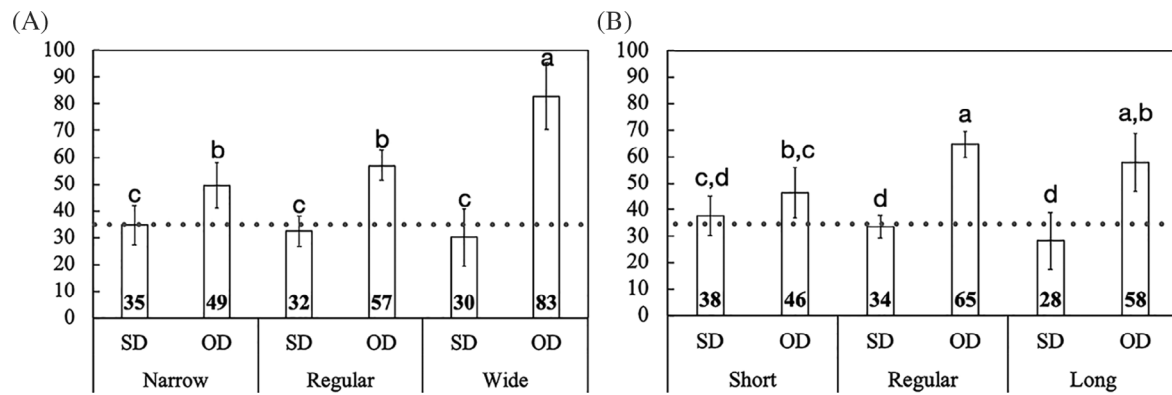 (A)
100
90
80
70
60
50
40
30
20
10
0
c
b
c
b
c
a
35
49
32
57
30
83
SD
OD
SD
OD
SD
OD
Narrow
Regular
Wide
(B)
100
90
80
70
60
50
40
30
20
10
0
c,d
b,c
d
a
d
a,b
38
46
34
65
28
58
SD
OD
SD
OD
SD
OD
Short
Regular
Long